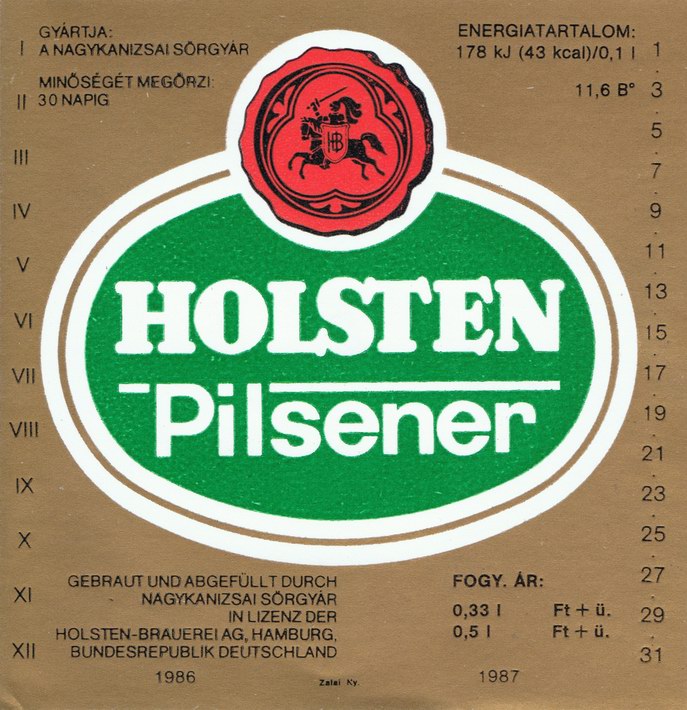 GYÁRTJA:
A NAGYKANIZSAI SÖRGYÁR
MINŐSÉGÉT MEGŐRZI:
30 NAPIG
ENERGIATARTALOM:
178 kJ (43 kcal)/0,1 l
11,6 B°
I
II
III
IV
V
VI
VII
VIII
IX
X
XI
XII
HB
HOLSTEN
Pilsener
1
3
5
7
9
11
13
15
17
19
21
23
25
27
29
31
GEBRAUT UND ABGEFÜLLT DURCH
NAGYKANIZSAI SÖRGYÁR
IN LIZENZ DER
HOLSTEN-BRAUEREI AG, HAMBURG,
BUNDESREPUBLIK DEUTSCHLAND
FOGY. ÁR:
0,33 l Ft + ü.
0,5 l Ft + ü.
1986
Zalai Ny.
1987